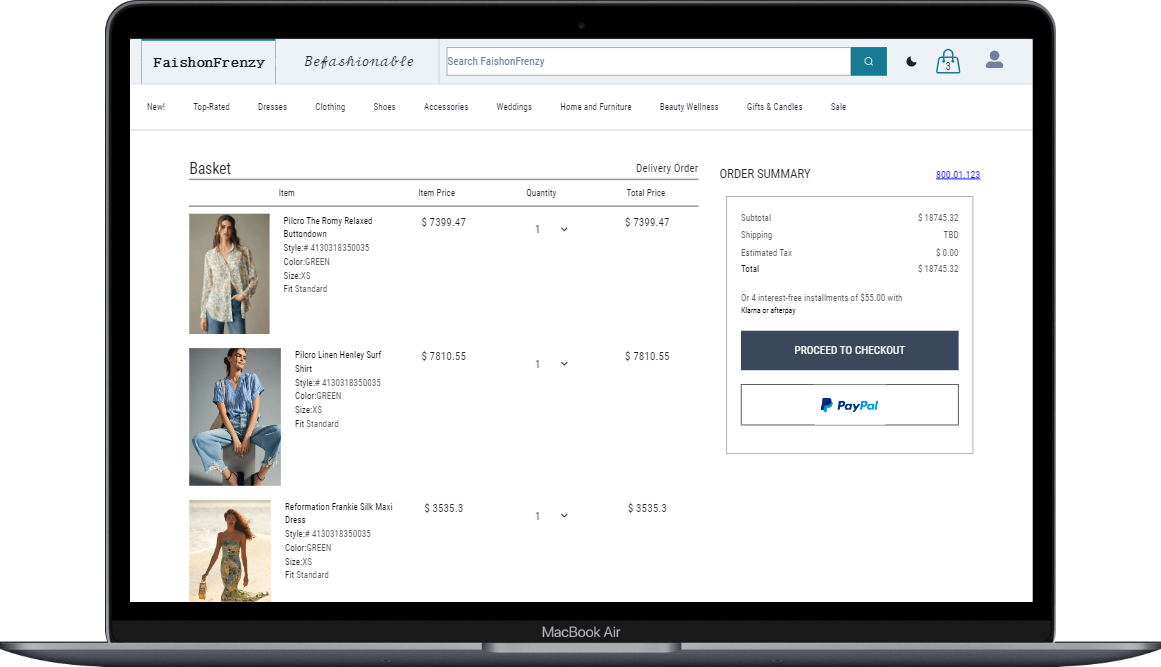 FaishonFrenzy
Befashionable
Search FaishonFrenzy
3
New! Top-Rated Dresses Clothing Shoes Accessories Weddings Home and Furniture Beauty Wellness Gifts & Candles Sale
Basket
Delivery Order
Item Item Price Quantity Total Price
Pilcro The Romy Relaxed
Buttondown
Style:# 4130318350035
Color:GREEN
Size:XS
Fit Standard
$ 7399.47
1
$ 7399.47
Pilcro Linen Henley Surf
Shirt
Style:# 4130318350035
Color:GREEN
Size:XS
Fit Standard
$ 7810.55
1
$ 7810.55
Reformation Frankie Silk Maxi
Dress
Style:# 4130318350035
Color:GREEN
Size:XS
Fit Standard
$ 3535.3
1
$ 3535.3
ORDER SUMMARY
800.01.123
Subtotal $ 18745.32
Shipping TBD
Estimated Tax $ 0.00
Total $ 18745.32
Or 4 interest-free installments of $55.00 with
Klarna or afterpay
PROCEED TO CHECKOUT
PayPal
MacBook Air